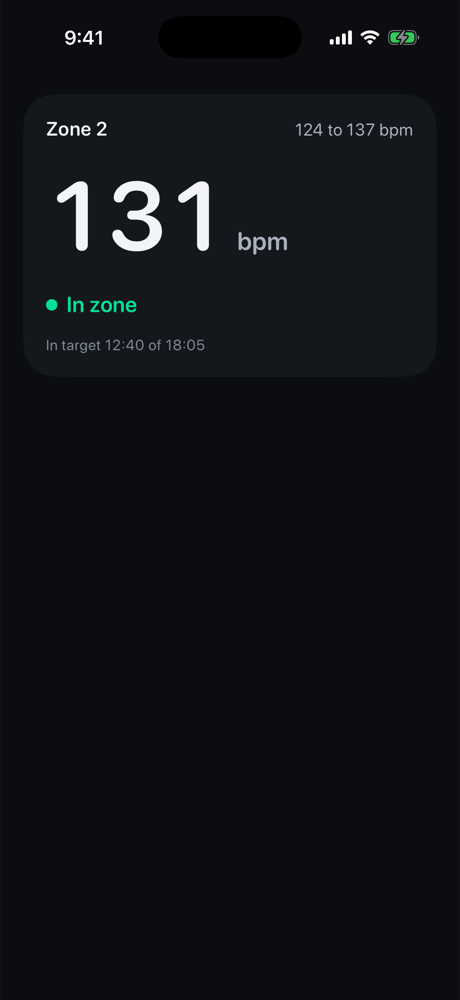 9:41
Zone 2 124 to 137 bpm
131 bpm
In zone
In target 12:40 of 18:05